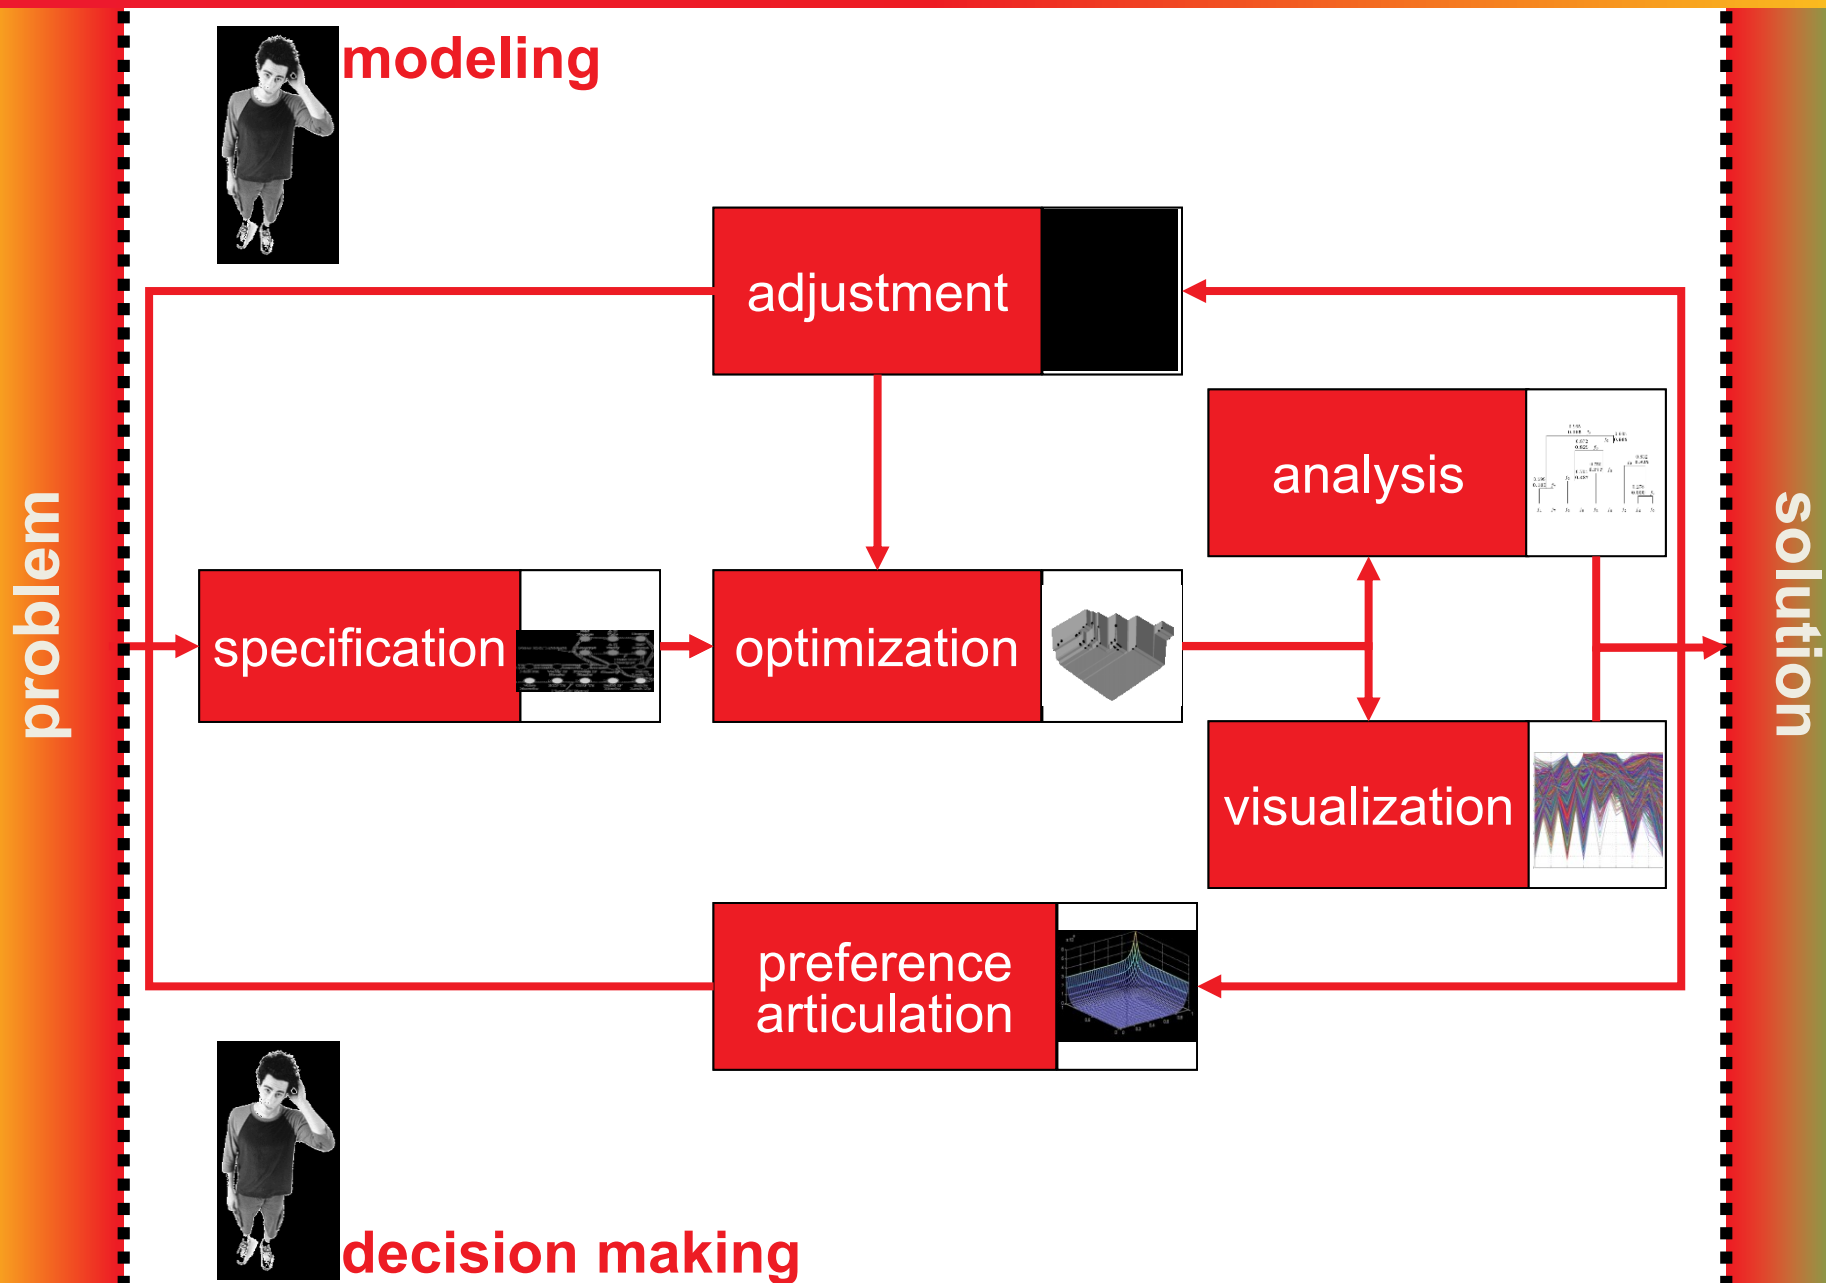 modeling
adjustment
analysis
problem
solution
specification
optimization
visualization
preference
articulation
decision making